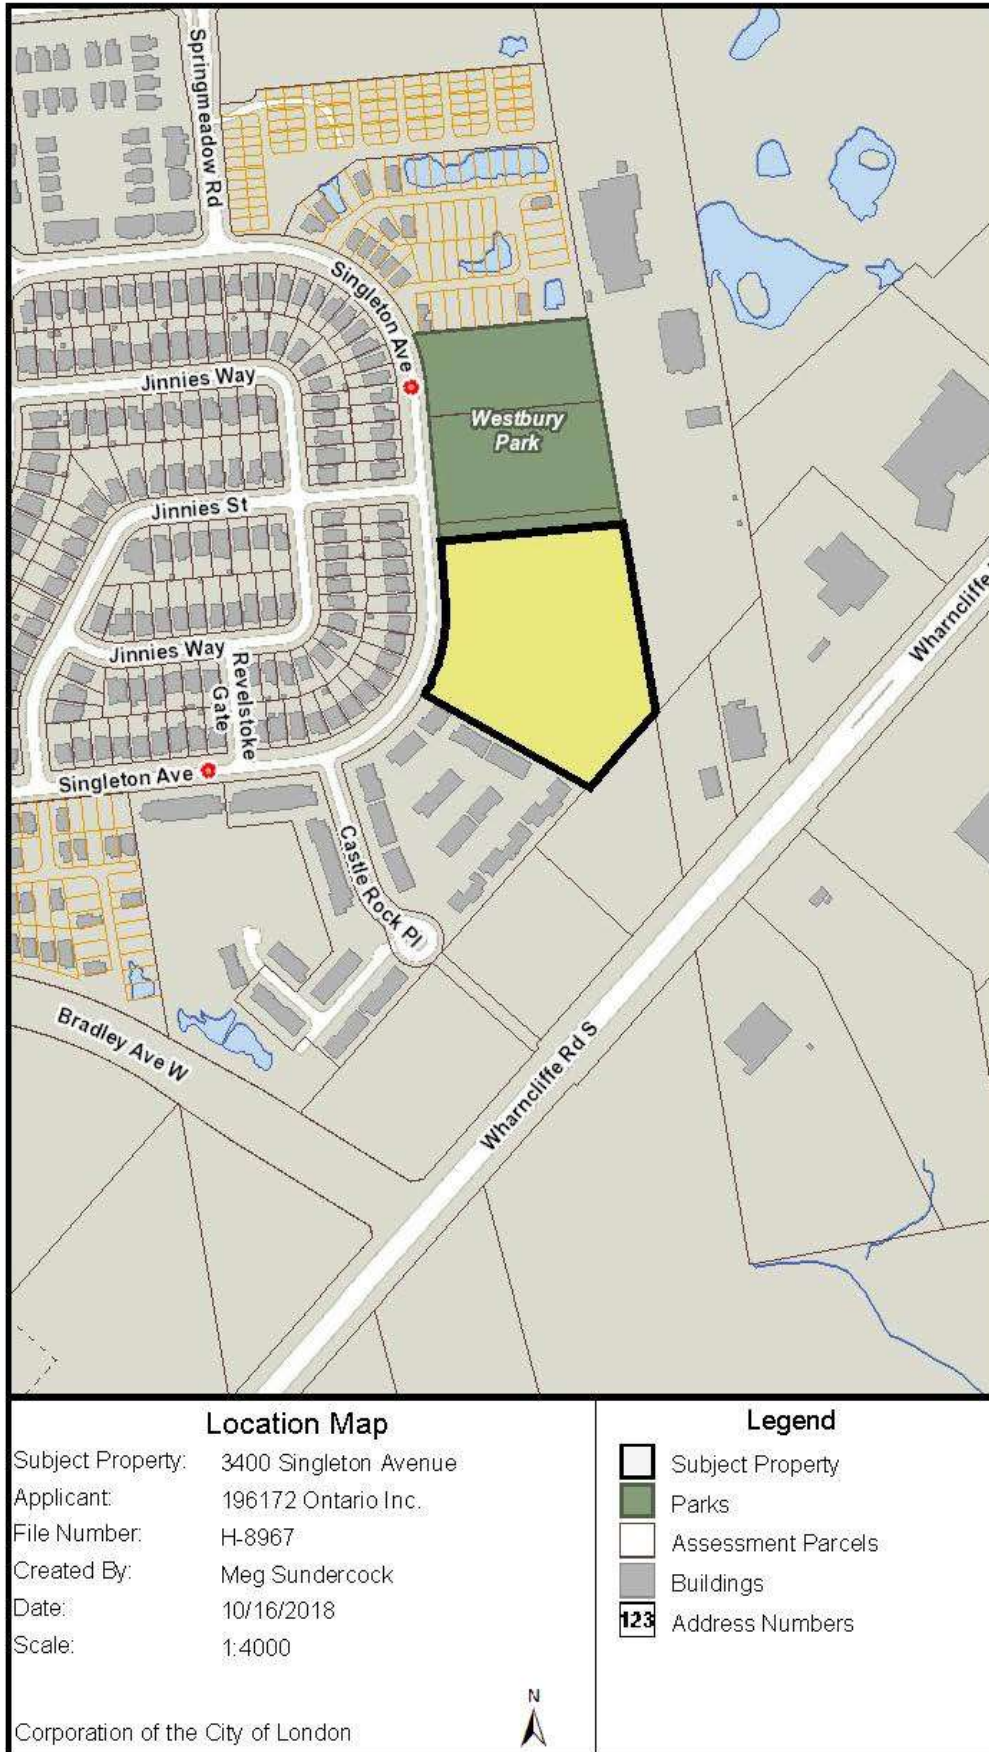 Springmeadow Rd
Singleton Ave
Jinnies Way
Westbury
Park
Jinnies St
Jinnies Way
Revelstoke
Gate
Wharncliffe
Singleton Ave
Castle Rock Pl
Bradley Ave W
Wharncliffe Rd S
Location Map
Subject Property: 3400 Singleton Avenue
Applicant: 196172 Ontario Inc.
File Number: H-8967
Created By: Meg Sundercock
Date: 10/16/2018
Scale: 1:4000
Corporation of the City of London
N
Legend
Subject Property
Parks
Assessment Parcels
Buildings
123 Address Numbers